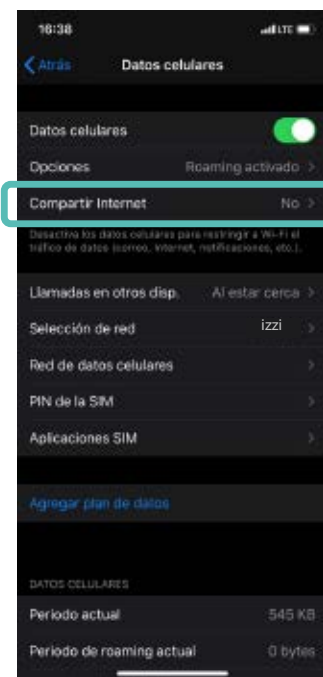 16:38
LTE
Atrás Datos celulares
Datos celulares
Opciones Roaming activado
Compartir Internet No
Desactiva los datos celulares para restringir a Wi-Fi el
tráfico de datos (correo, Internet, notificaciones, etc.).
Llamadas en otros disp. Al estar cerca
Selección de red izzi
Red de datos celulares
PIN de la SIM
Aplicaciones SIM
Agregar plan de datos
DATOS CELULARES
Periodo actual 545 KB
Periodo de roaming actual 0 bytes